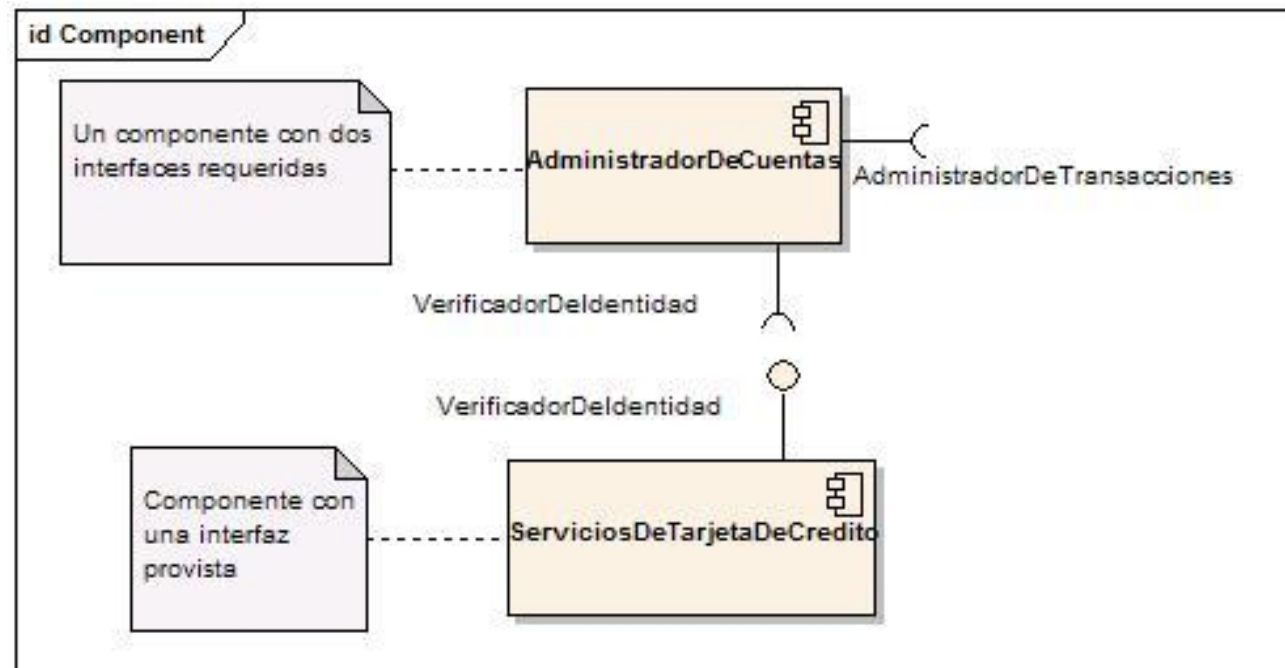 id Component
Un componente con dos
interfaces requeridas
AdministradorDeCuentas
AdministradorDeTransacciones
VerificadorDeIdentidad
VerificadorDeIdentidad
Componente con
una interfaz
provista
ServiciosDeTarjetaDeCredito